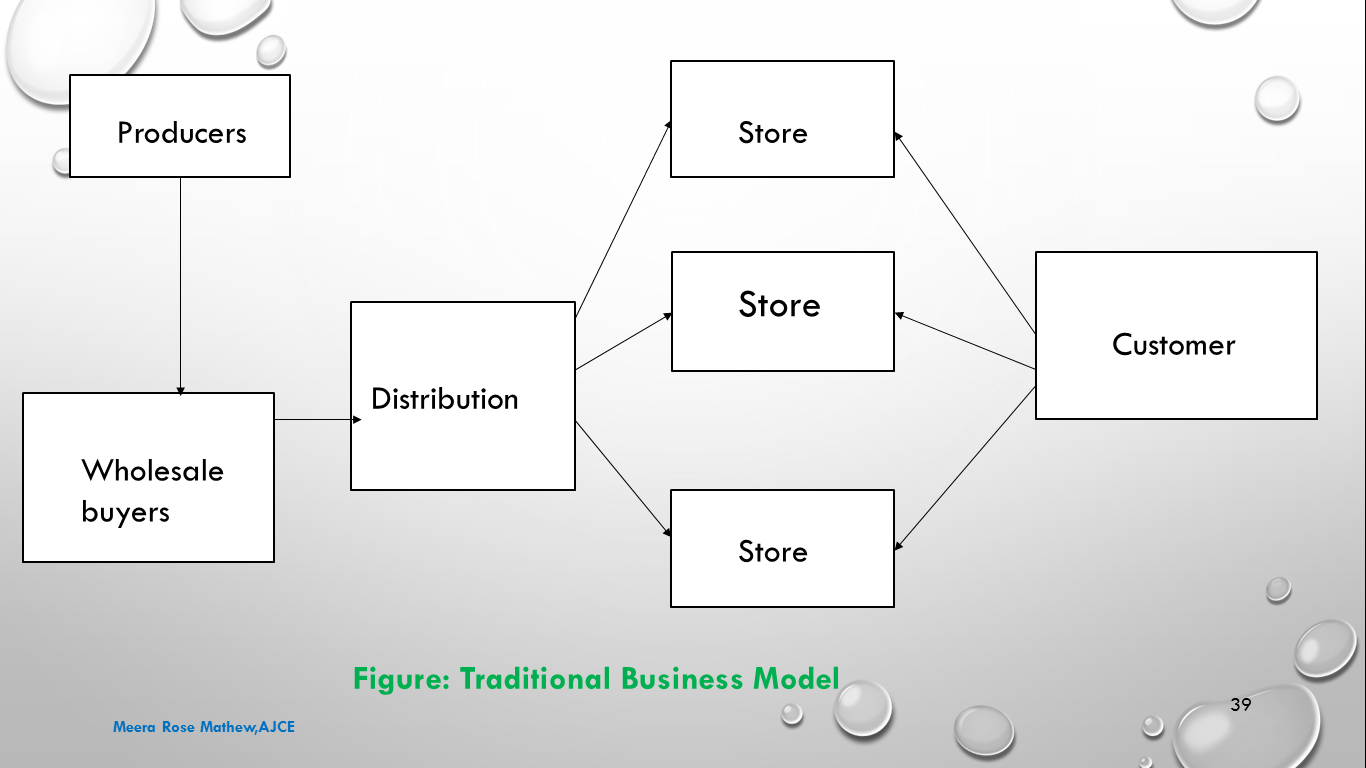 Producers
Store
Store
Customer
Distribution
Wholesale
buyers
Store
Figure: Traditional Business Model
39
Meera Rose Mathew,AJCE